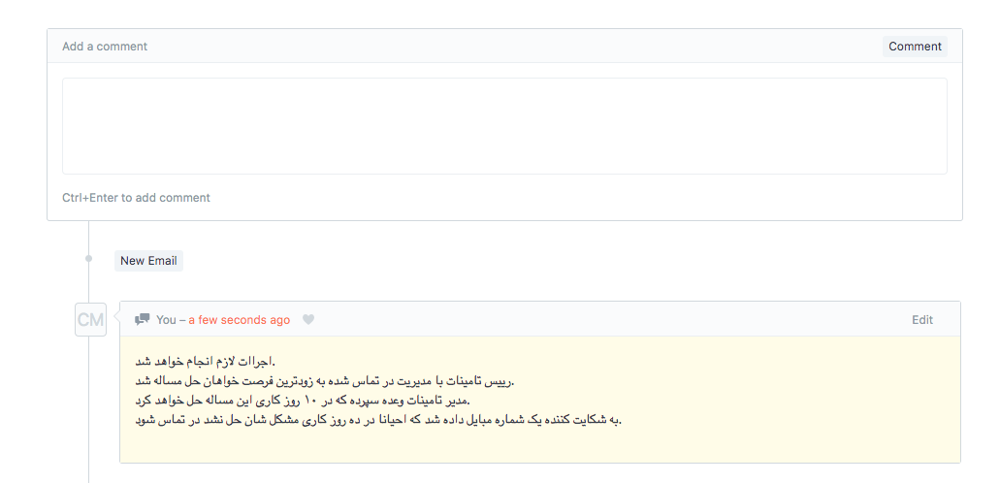 Add a comment
Comment
Ctrl+Enter to add comment
New Email
CM
You – a few seconds ago
Edit
اجراات لازم انجام خواهد شد.
رییس تامینات با مدیریت در تماس شده به زودترین فرصت خواهان حل مساله شد.
مدیر تامینات وعده سپرده که در ۱۰ روز کاری این مساله حل خواهد کرد.
به شکایت کننده یک شماره مبایل داده شد که احیانا در ده روز کاری مشکل شان حل نشد در تماس شود.